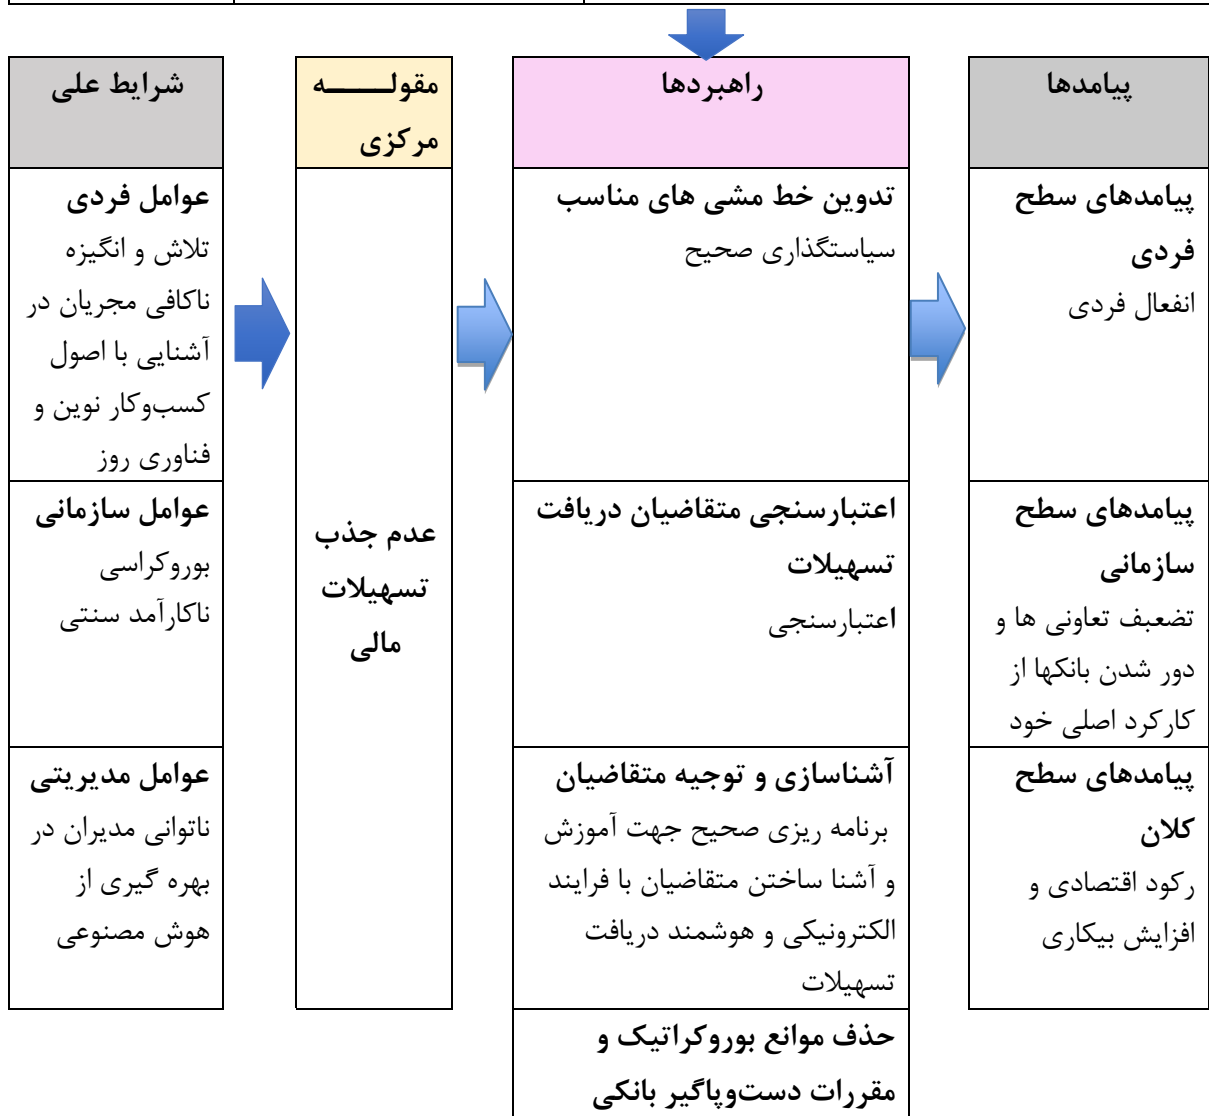 شرایط علی
عوامل فردی
تلاش و انگیزه
ناکافی مجریان در
آشنایی با اصول
کسب‌وکار نوین و
فناوری روز
عوامل سازمانی
بوروکراسی
ناکارآمد سنتی
عوامل مدیریتی
ناتوانی مدیران در
بهره گیری از
هوش مصنوعی
مقولـــــه
مرکزی
عدم جذب
تسهیلات
مالی
راهبردها
تدوین خط مشی های مناسب
سیاستگذاری صحیح
اعتبارسنجی متقاضیان دریافت
تسهیلات
اعتبارسنجی
آشناسازی و توجیه متقاضیان
برنامه ریزی صحیح جهت آموزش
و آشنا ساختن متقاضیان با فرایند
الکترونیکی و هوشمند دریافت
تسهیلات
حذف موانع بوروکراتیک و
مقررات دست‌وپاگیر بانکی
پیامدها
پیامدهای سطح
فردی
انفعال فردی
پیامدهای سطح
سازمانی
تضعبف تعاونی ها و
دور شدن بانکها از
کارکرد اصلی خود
پیامدهای سطح
کلان
رکود اقتصادی و
افزایش بیکاری